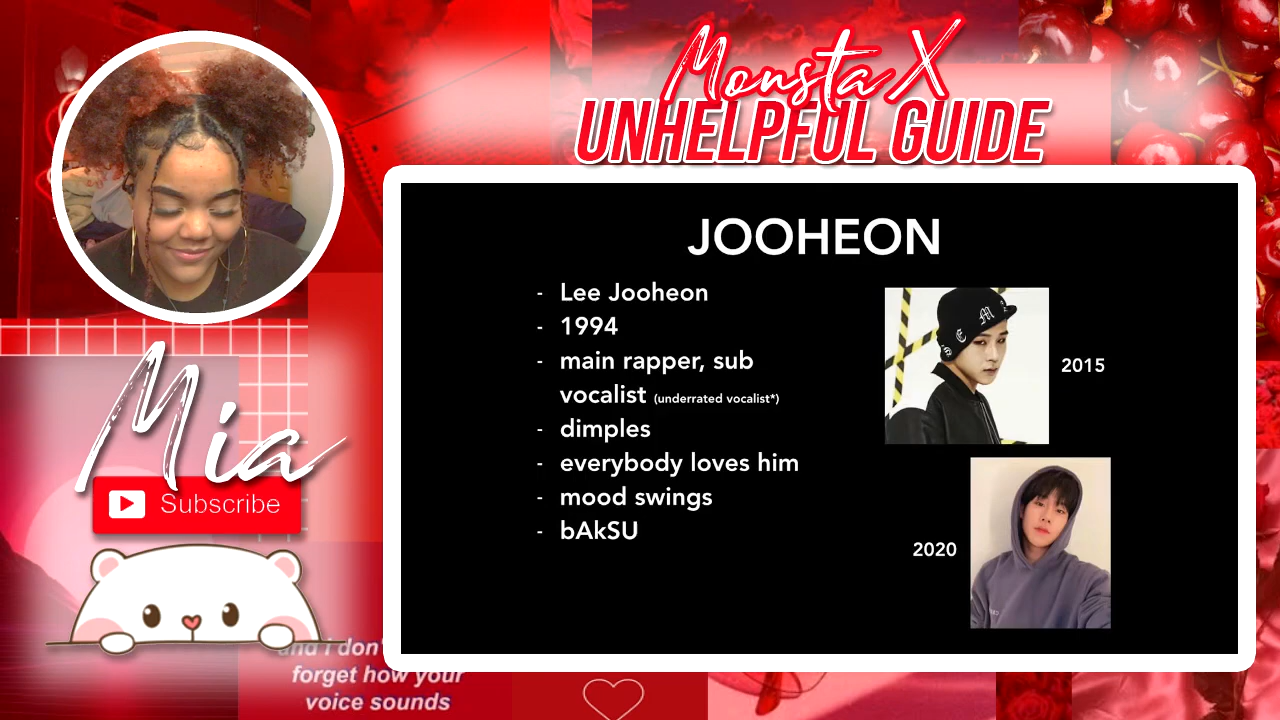 Monsta X
UNHELPFUL GUIDE
Mia
Subscribe
JOOHEON
- Lee Jooheon
- 1994
- main rapper, sub
vocalist (underrated vocalist*)
- dimples
- everybody loves him
- mood swings
- bAkSU
2015
2020
and i don'
forget how your
voice sounds